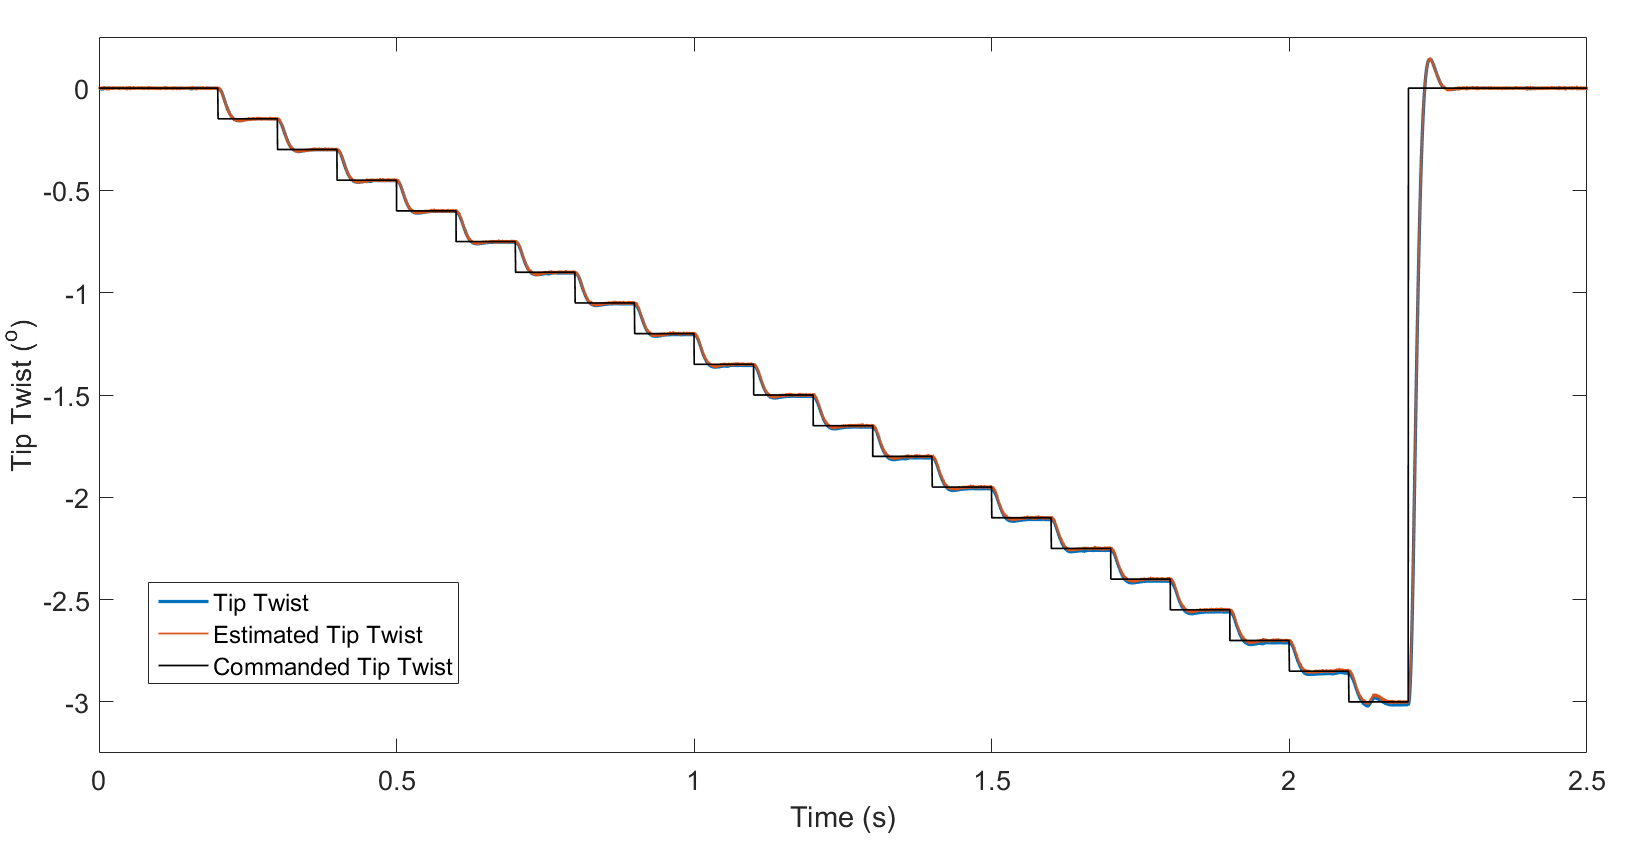 Tip Twist (o)
0
-0.5
-1
-1.5
-2
-2.5
-3
Tip Twist
Estimated Tip Twist
Commanded Tip Twist
0 0.5 1 1.5 2 2.5
Time (s)